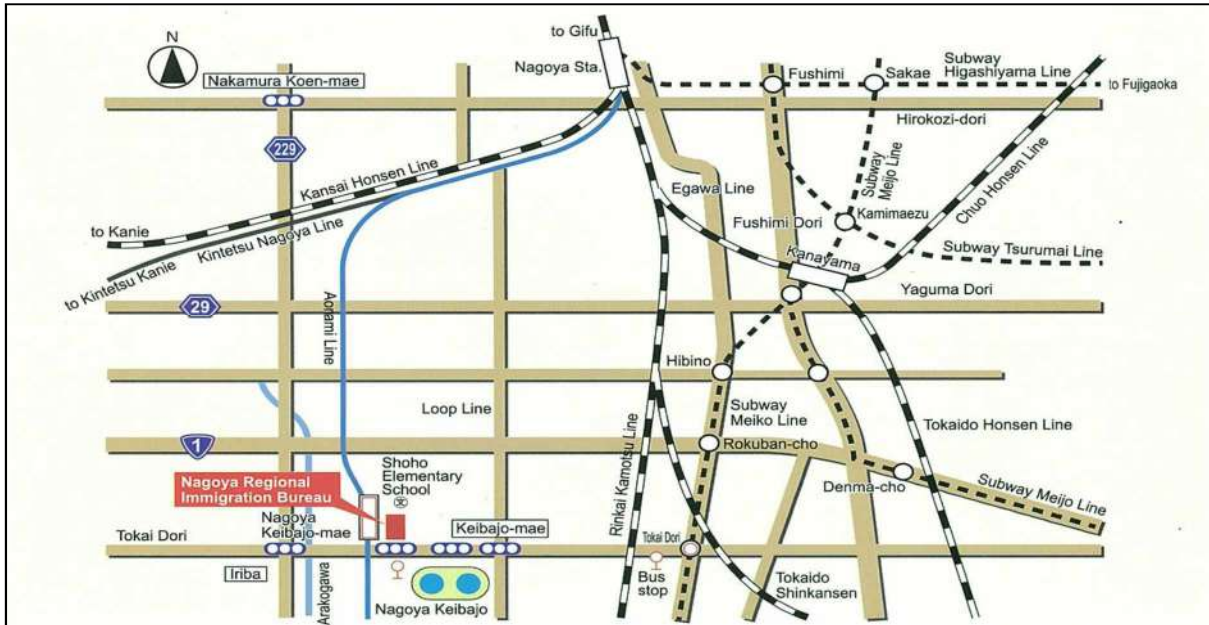 N
to Gifu
Nagoya Sta.
Nakamura Koen-mae
Fushimi
Sakae
Subway
Higashiyama Line
to Fujigaoka
Hirokozi-dori
229
Kansai Honsen Line
Egawa Line
Subway
Meijo Line
Chuo Honsen Line
Fushimi Dori
Kamimaezu
to Kanie
Kintetsu Nagoya Line
to Kintetsu Kanie
Kanayama
Subway Tsurumai Line
Yaguma Dori
29
Aonami Line
Hibino
Loop Line
Subway
Meiko Line
Tokaido Honsen Line
1
Rokuban-cho
Rinkai Kamotsu Line
Shoho
Elementary
School
文
Nagoya Regional
Immigration Bureau
Denma-cho
Subway Meijo Line
Nagoya
Keibajo-mae
Keibajo-mae
Tokai Dori
Tokai Dori
Iriba
Arakogawa
Nagoya Keibajo
Bus
stop
Tokaido
Shinkansen